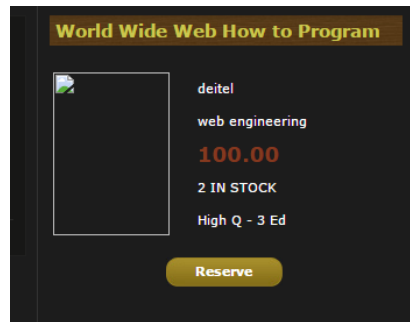 World Wide Web How to Program
deitel
web engineering
100.00
2 IN STOCK
High Q - 3 Ed
Reserve